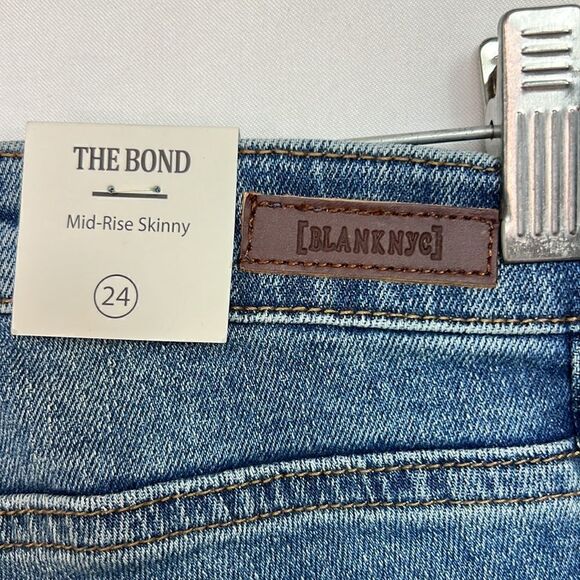 THE BOND
Mid-Rise Skinny
24
[BLANKNYC]